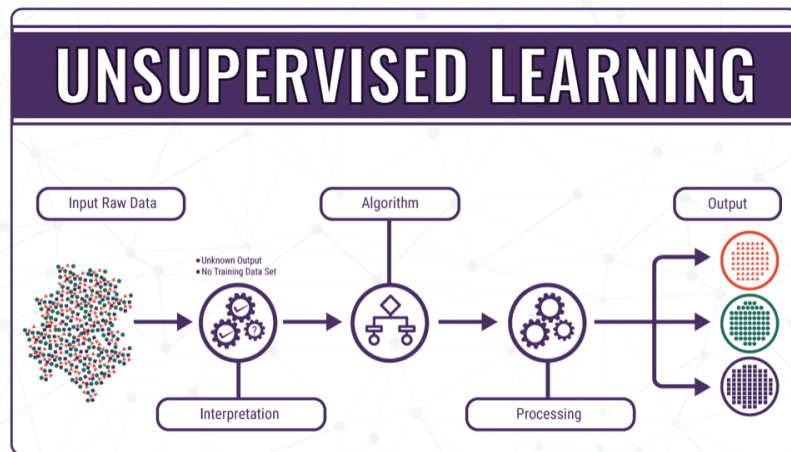 UNSUPERVISED LEARNING
Input Raw Data
Algorithm
Output
• Unknown Output
• No Training Data Set
?
Interpretation
Processing